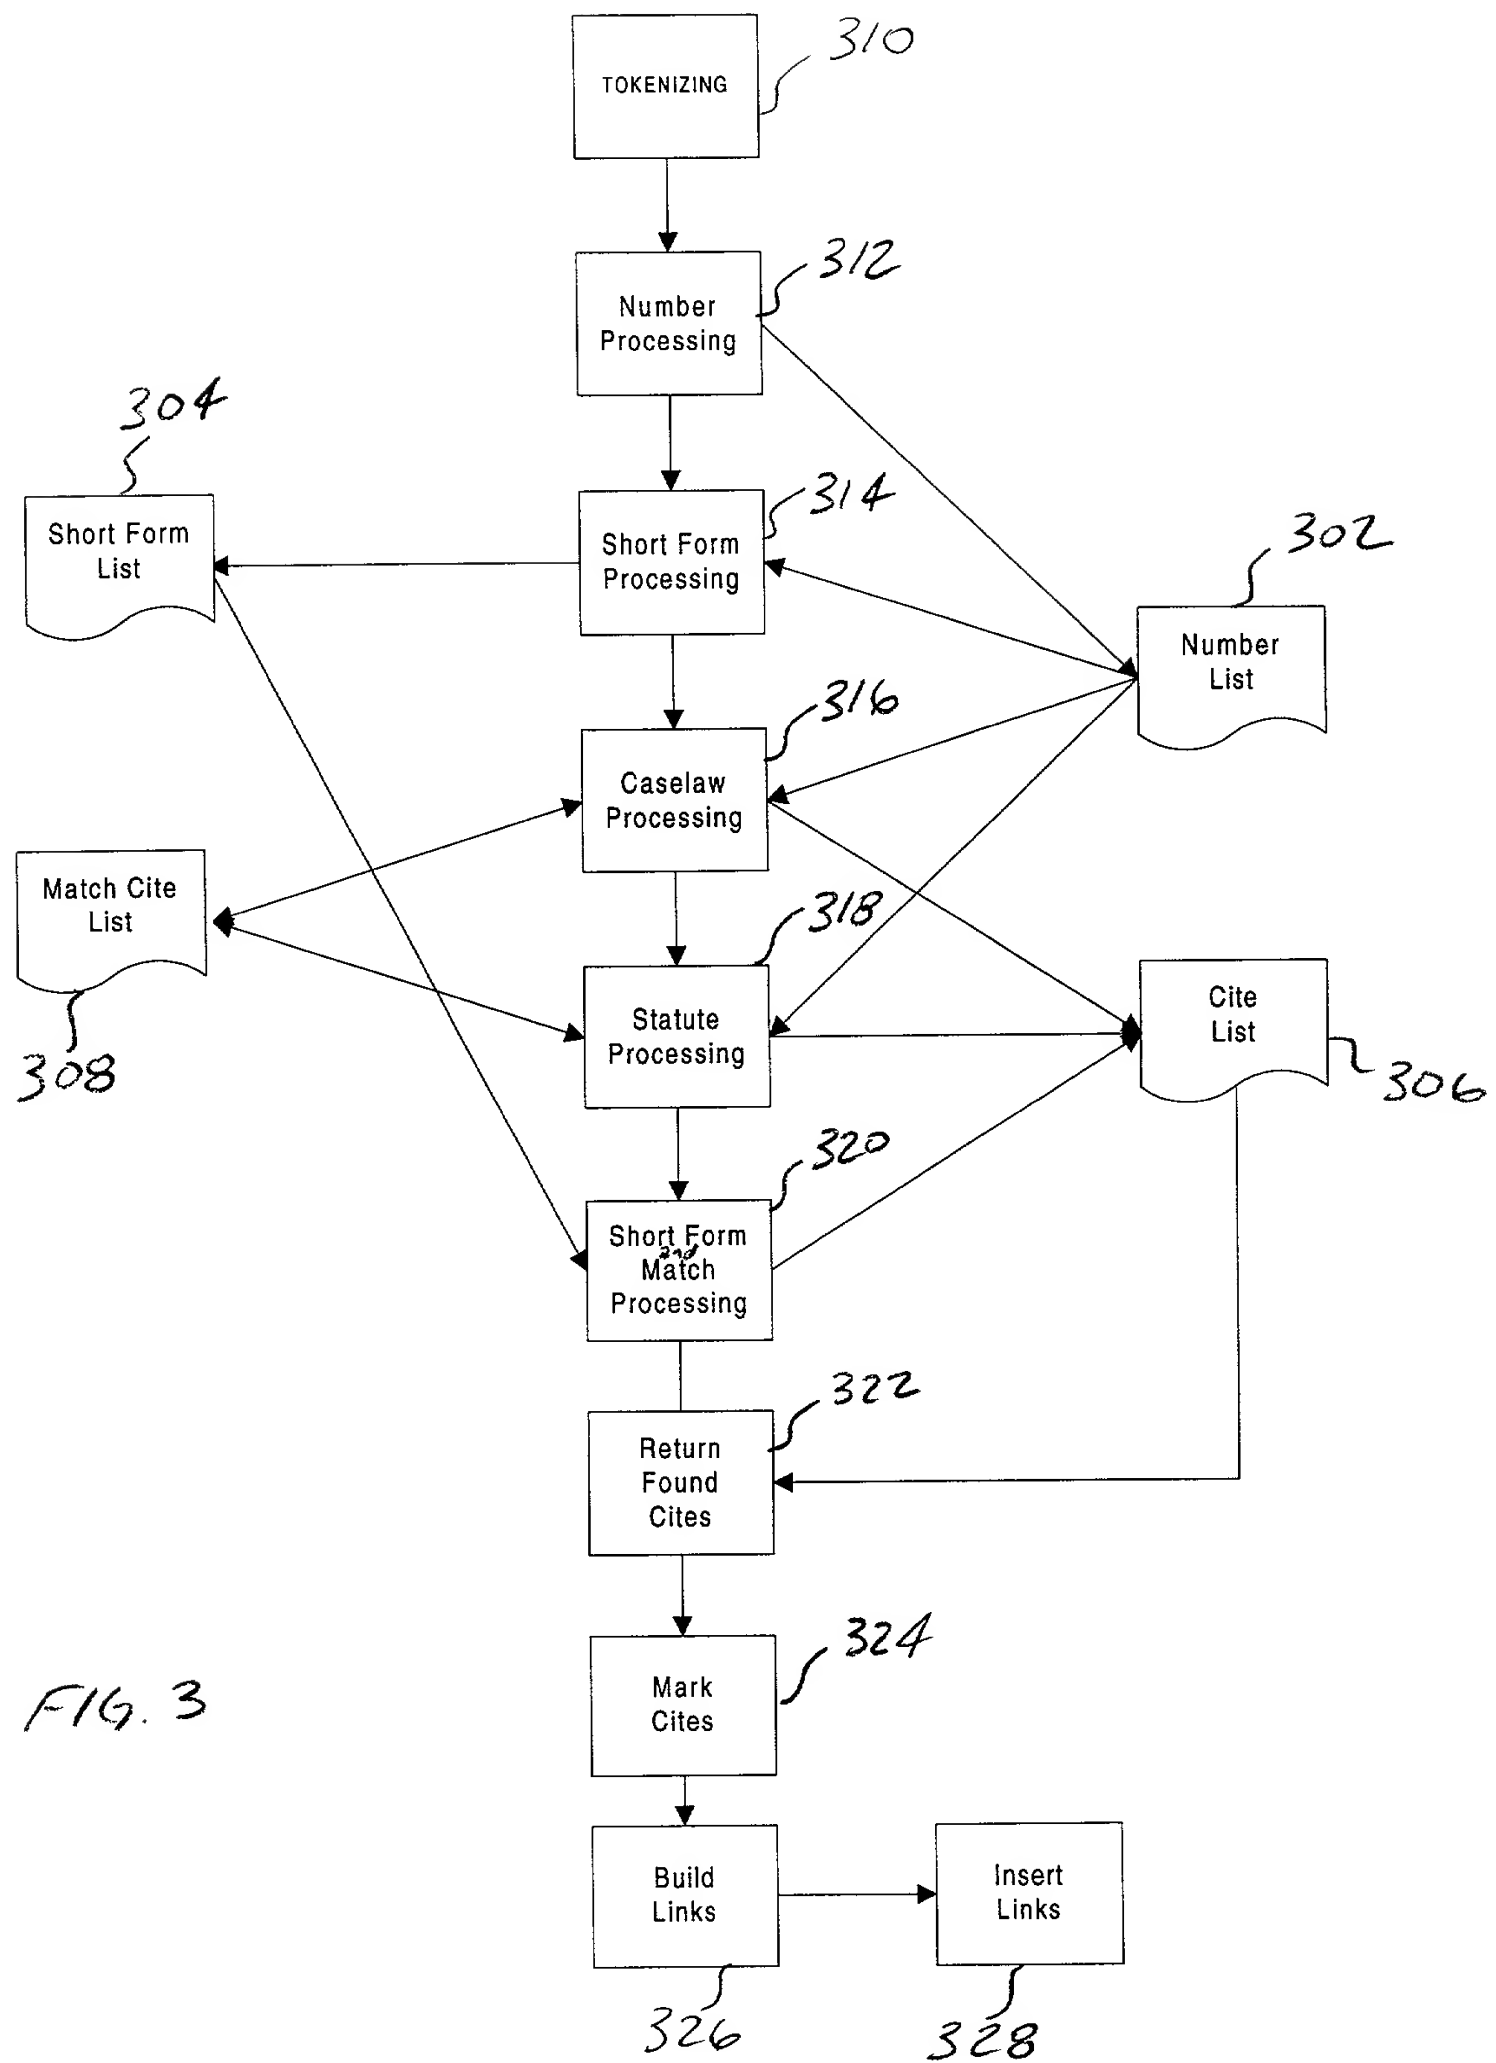 310
TOKENIZING
312
Number
Processing
304
314
Short Form
List
Short Form
Processing
302
Number
List
316
Caselaw
Processing
Match Cite
List
318
308
Statute
Processing
Cite
List
306
320
Short Form
and
Match
Processing
322
Return
Found
Cites
324
Mark
Cites
FIG. 3
Build
Links
Insert
Links
326
328